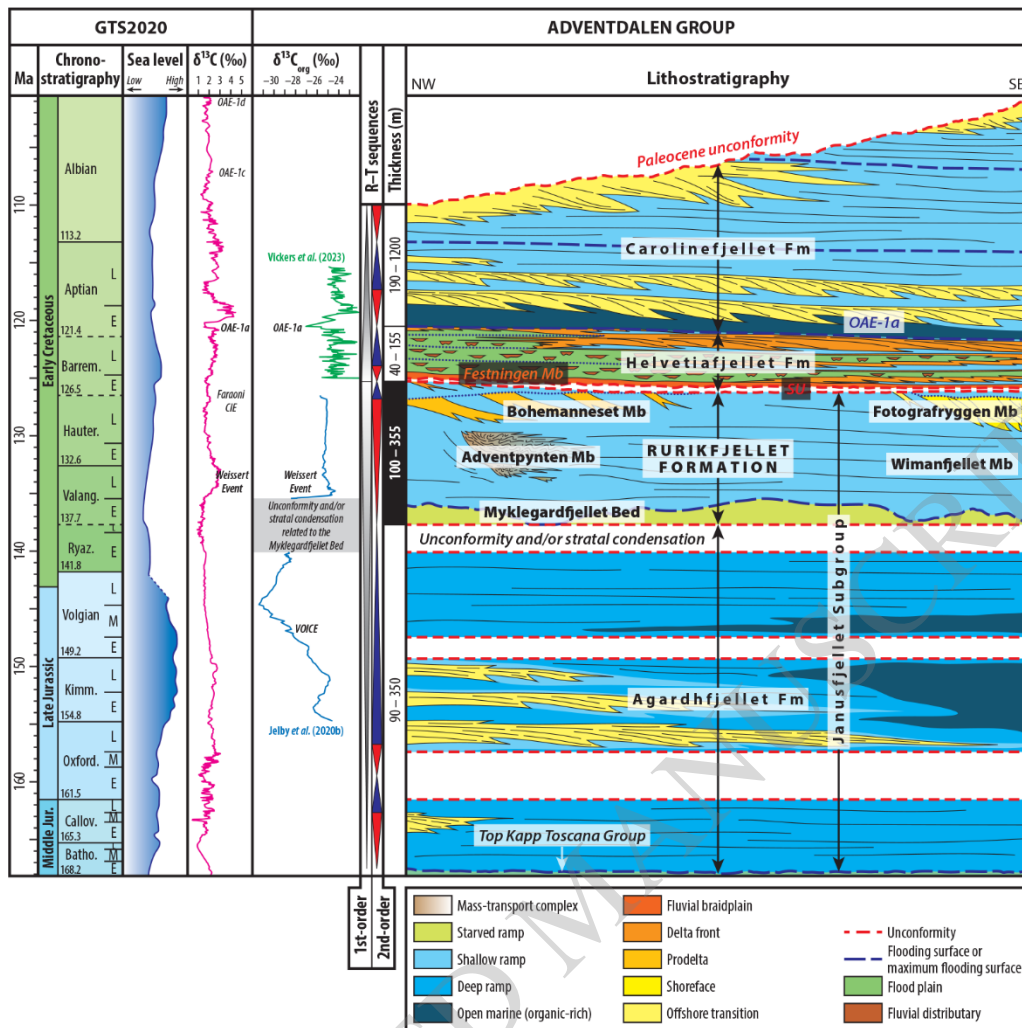 GTS2020
ADVENTDALEN GROUP
Ma
Chrono-
stratigraphy
Sea level
Low
High
δ¹³C (‰)
1 2 3 4 5
δ¹³Corg (‰)
−30 −28 −26 −24
R–T sequences
Thickness (m)
Lithostratigraphy
NW
SE
110
120
130
140
150
160
Early Cretaceous
Late Jurassic
Middle Jur.
Albian
113.2
Aptian
L
E
121.4
Barrem.
L
126.5
E
Hauter.
L
E
132.6
Valang.
L
E
137.7
Ryaz.
E
141.8
L
Volgian
M
E
149.2
Kimm.
L
E
154.8
Oxford.
L
M
E
161.5
Callov.
L
M
E
165.3
Batho.
L
M
E
168.2
OAE-1d
OAE-1c
OAE-1a
Faraoni
CIE
Weissert
Event
Vickers et al. (2023)
OAE-1a
Weissert
Event
Unconformity and/or
stratal condensation
related to the
Myklegardfjellet Bed
VOICE
Jelby et al. (2020b)
190–1200
40–155
100–355
90–350
1st-order
2nd-order
Paleocene unconformity
Carolinefjellet Fm
OAE-1a
Helvetiafjellet Fm
Festningen Mb
SU
Bohemanneset Mb
Fotografryggen Mb
Adventpynten Mb
RURIKFJELLET
FORMATION
Wimanfjellet Mb
Myklegardfjellet Bed
Unconformity and/or stratal condensation
Janusfjellet Subgroup
Agardhfjellet Fm
Top Kapp Toscana Group
Mass-transport complex
Starved ramp
Shallow ramp
Deep ramp
Open marine (organic-rich)
Fluvial braidplain
Delta front
Prodelta
Shoreface
Offshore transition
Unconformity
Flooding surface or
maximum flooding surface
Flood plain
Fluvial distributary